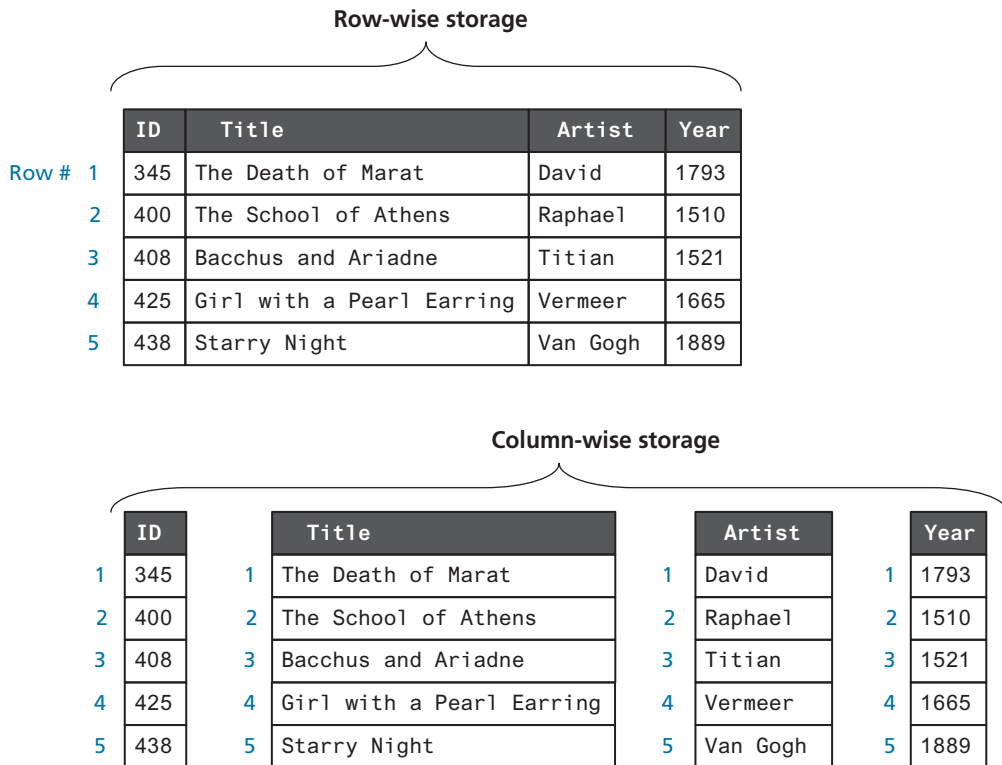 Row-wise storage
ID Title Artist Year
Row # 1 345 The Death of Marat David 1793
2 400 The School of Athens Raphael 1510
3 408 Bacchus and Ariadne Titian 1521
4 425 Girl with a Pearl Earring Vermeer 1665
5 438 Starry Night Van Gogh 1889
Column-wise storage
ID Title Artist Year
1 345 1 The Death of Marat 1 David 1 1793
2 400 2 The School of Athens 2 Raphael 2 1510
3 408 3 Bacchus and Ariadne 3 Titian 3 1521
4 425 4 Girl with a Pearl Earring 4 Vermeer 4 1665
5 438 5 Starry Night 5 Van Gogh 5 1889